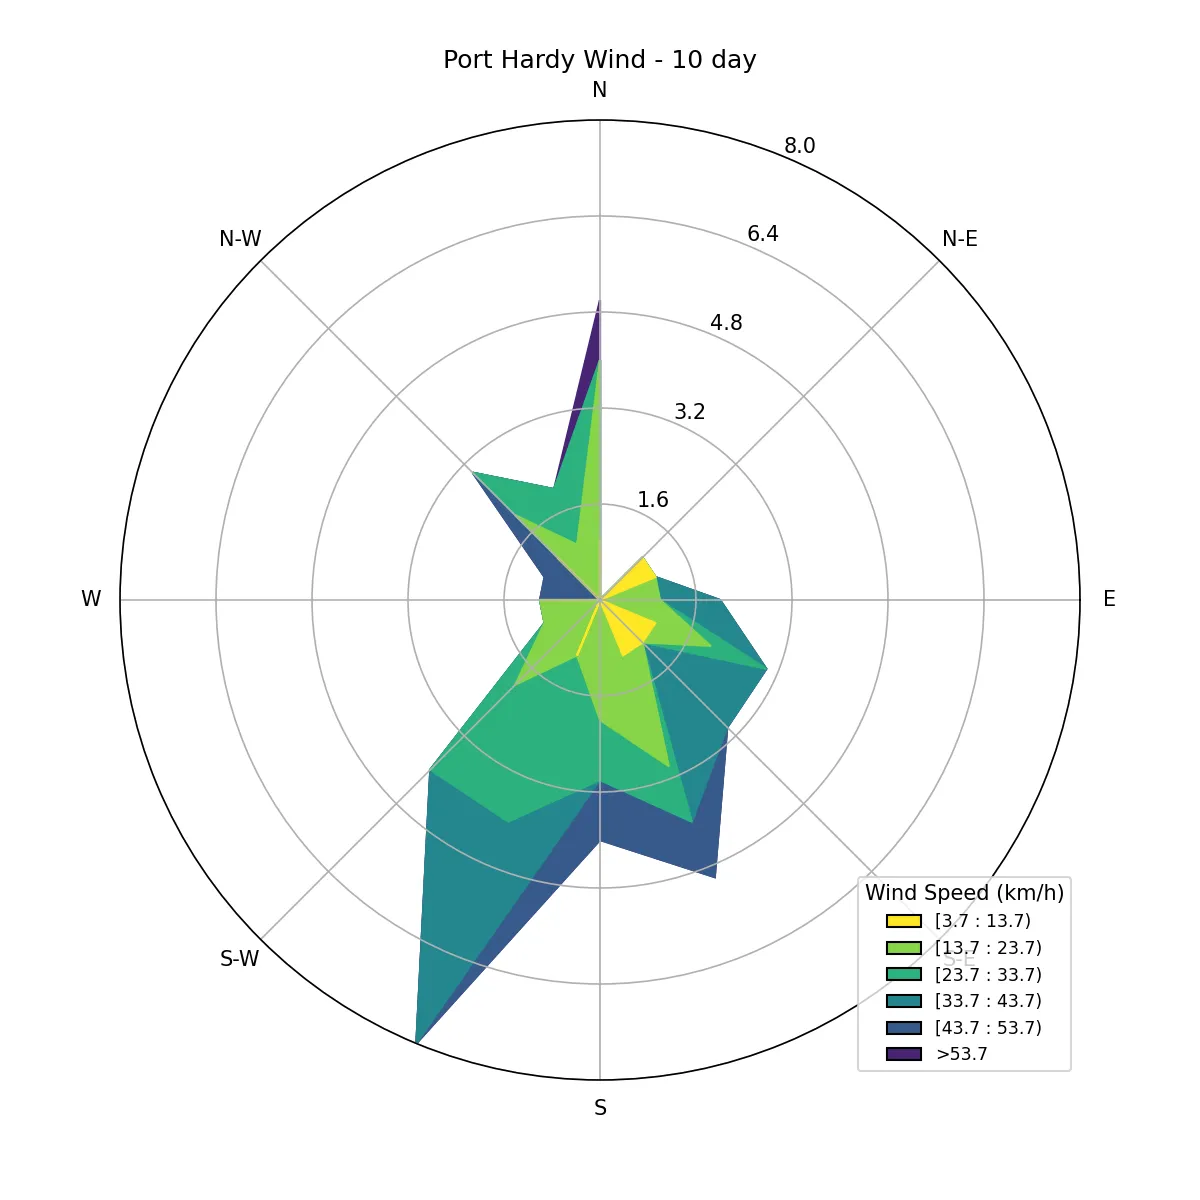 Port Hardy Wind - 10 day
N
8.0
N-W
6.4
N-E
4.8
3.2
1.6
W
E
S-W
S-E
S
Wind Speed (km/h)
[3.7 : 13.7)
[13.7 : 23.7)
[23.7 : 33.7)
[33.7 : 43.7)
[43.7 : 53.7)
>53.7